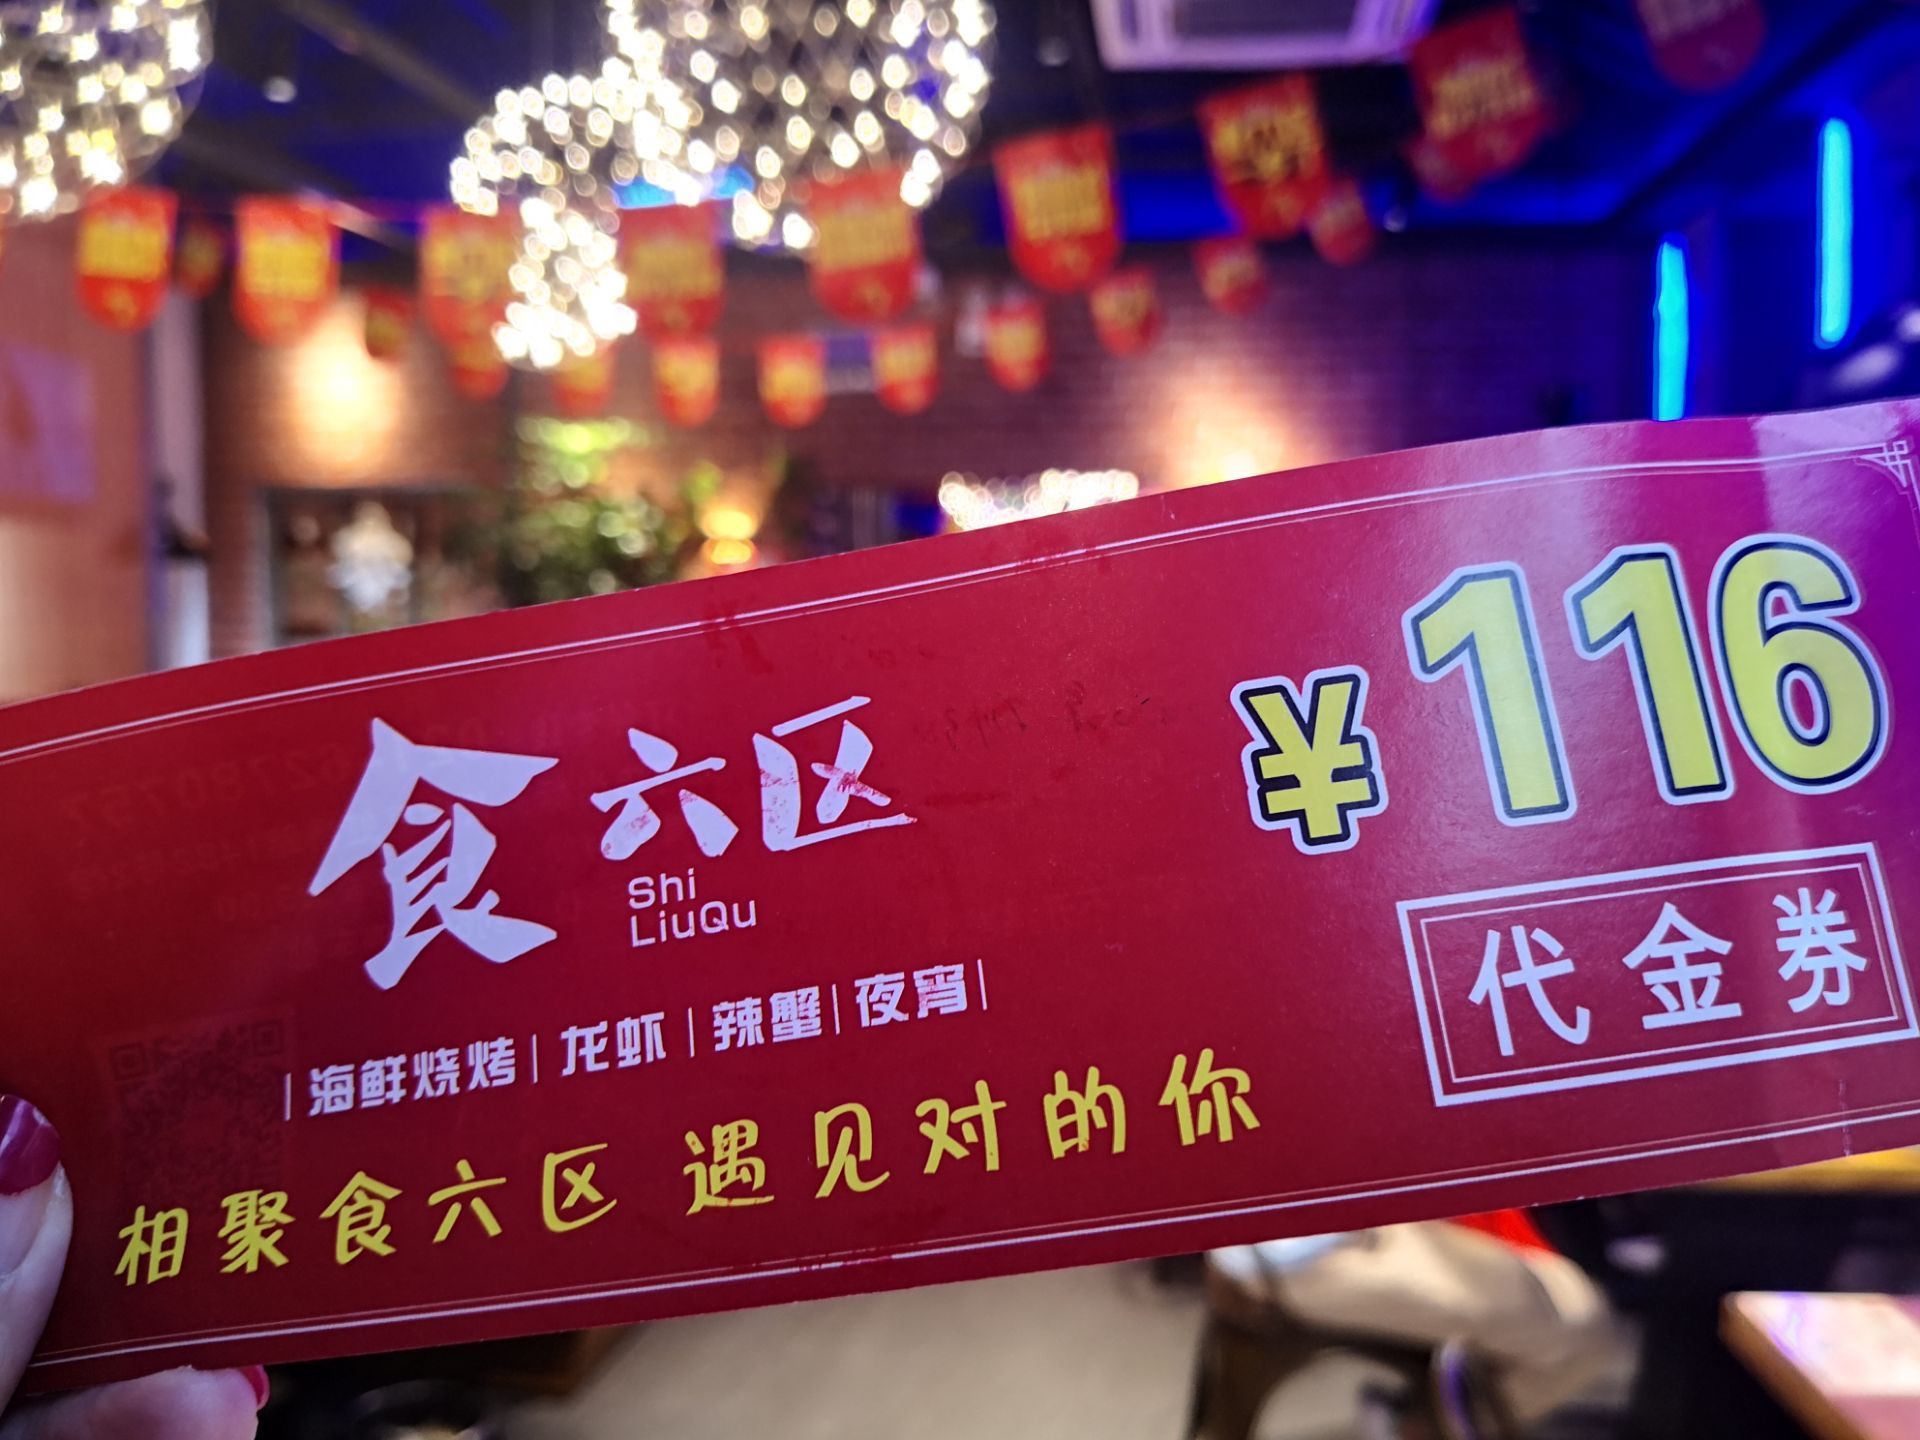 食六区
Shi
LiuQu
¥116
代金券
|海鲜烧烤|龙虾|辣蟹|夜宵|
相聚食六区 遇见对的你